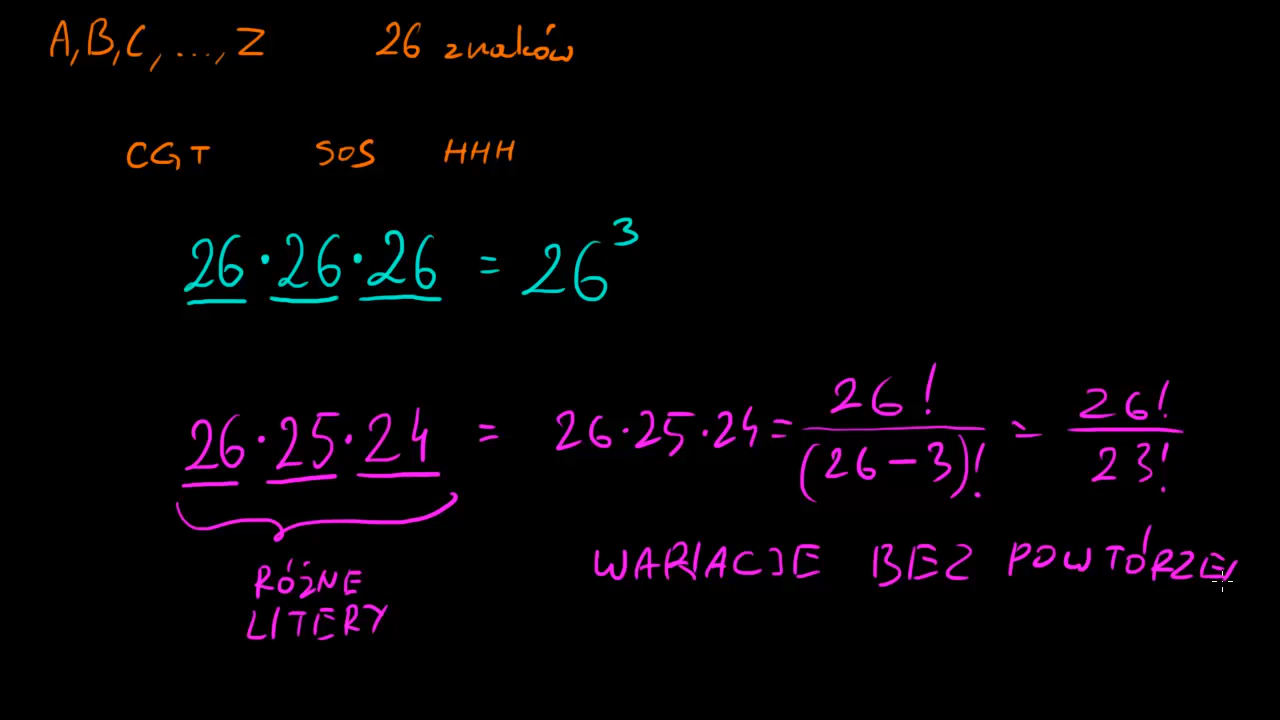 A, B, C, ..., Z 26 znaków
CGT SOS HHH
26 · 26 · 26 = 26³
26 · 25 · 24 = 26 · 25 · 24 = 26! / (26 - 3)! = 26! / 23!
WARIACJE BEZ POWTÓRZE
RÓŻNE
LITERY